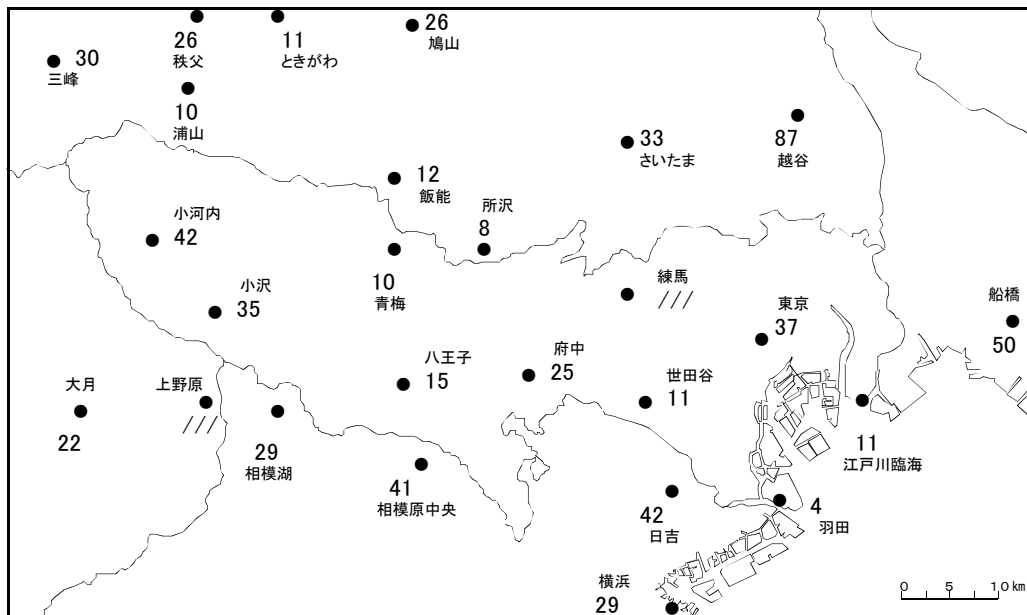 26
秩父
11
ときがわ
26
鳩山
30
三峰
10
浦山
33
さいたま
87
越谷
12
飯能
小河内
42
所沢
8
10
青梅
小沢
35
練馬
///
東京
37
船橋
50
大月
22
上野原
///
29
相模湖
八王子
15
府中
25
世田谷
11
11
江戸川臨海
41
相模原中央
42
日吉
4
羽田
横浜
29
0 5 10km